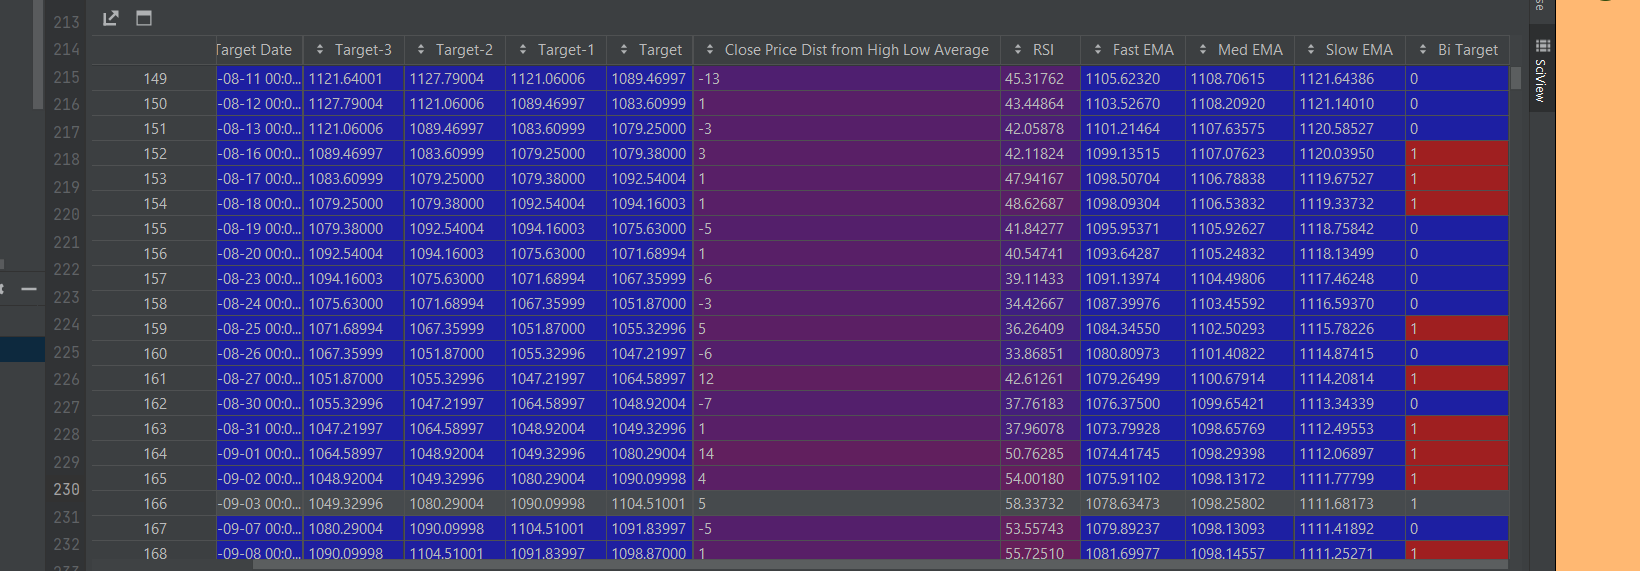 213
214
215
216
217
218
219
220
221
222
223
224
225
226
227
228
229
230
231
232
Target Date Target-3 Target-2 Target-1 Target Close Price Dist from High Low Average RSI Fast EMA Med EMA Slow EMA Bi Target
149 -08-11 00:0... 1121.64001 1127.79004 1121.06006 1089.46997 -13 45.31762 1105.62320 1108.70615 1121.64386 0
150 -08-12 00:0... 1127.79004 1121.06006 1089.46997 1083.60999 1 43.44864 1103.52670 1108.20920 1121.14010 0
151 -08-13 00:0... 1121.06006 1089.46997 1083.60999 1079.25000 -3 42.05878 1101.21464 1107.63575 1120.58527 0
152 -08-16 00:0... 1089.46997 1083.60999 1079.25000 1079.38000 3 42.11824 1099.13515 1107.07623 1120.03950 1
153 -08-17 00:0... 1083.60999 1079.25000 1079.38000 1092.54004 1 47.94167 1098.50704 1106.78838 1119.67527 1
154 -08-18 00:0... 1079.25000 1079.38000 1092.54004 1094.16003 1 48.62687 1098.09304 1106.53832 1119.33732 1
155 -08-19 00:0... 1079.38000 1092.54004 1094.16003 1075.63000 -5 41.84277 1095.95371 1105.92627 1118.75842 0
156 -08-20 00:0... 1092.54004 1094.16003 1075.63000 1071.68994 1 40.54741 1093.64287 1105.24832 1118.13499 0
157 -08-23 00:0... 1094.16003 1075.63000 1071.68994 1067.35999 -6 39.11433 1091.13974 1104.49806 1117.46248 0
158 -08-24 00:0... 1075.63000 1071.68994 1067.35999 1051.87000 -3 34.42667 1087.39976 1103.45592 1116.59370 0
159 -08-25 00:0... 1071.68994 1067.35999 1051.87000 1055.32996 5 36.26409 1084.34550 1102.50293 1115.78226 1
160 -08-26 00:0... 1067.35999 1051.87000 1055.32996 1047.21997 -6 33.86851 1080.80973 1101.40822 1114.87415 0
161 -08-27 00:0... 1051.87000 1055.32996 1047.21997 1064.58997 12 42.61261 1079.26499 1100.67914 1114.20814 1
162 -08-30 00:0... 1055.32996 1047.21997 1064.58997 1048.92004 -7 37.76183 1076.37500 1099.65421 1113.34339 0
163 -08-31 00:0... 1047.21997 1064.58997 1048.92004 1049.32996 1 37.96078 1073.79928 1098.65769 1112.49553 1
164 -09-01 00:0... 1064.58997 1048.92004 1049.32996 1080.29004 14 50.76285 1074.41745 1098.29398 1112.06897 1
165 -09-02 00:0... 1048.92004 1049.32996 1080.29004 1090.09998 4 54.00180 1075.91102 1098.13172 1111.77799 1
166 -09-03 00:0... 1049.32996 1080.29004 1090.09998 1104.51001 5 58.33732 1078.63473 1098.25802 1111.68173 1
167 -09-07 00:0... 1080.29004 1090.09998 1104.51001 1091.83997 -5 53.55743 1079.89237 1098.13093 1111.41892 0
168 -09-08 00:0... 1090.09998 1104.51001 1091.83997 1098.87000 1 55.72510 1081.69977 1098.14557 1111.25271 1
SciView